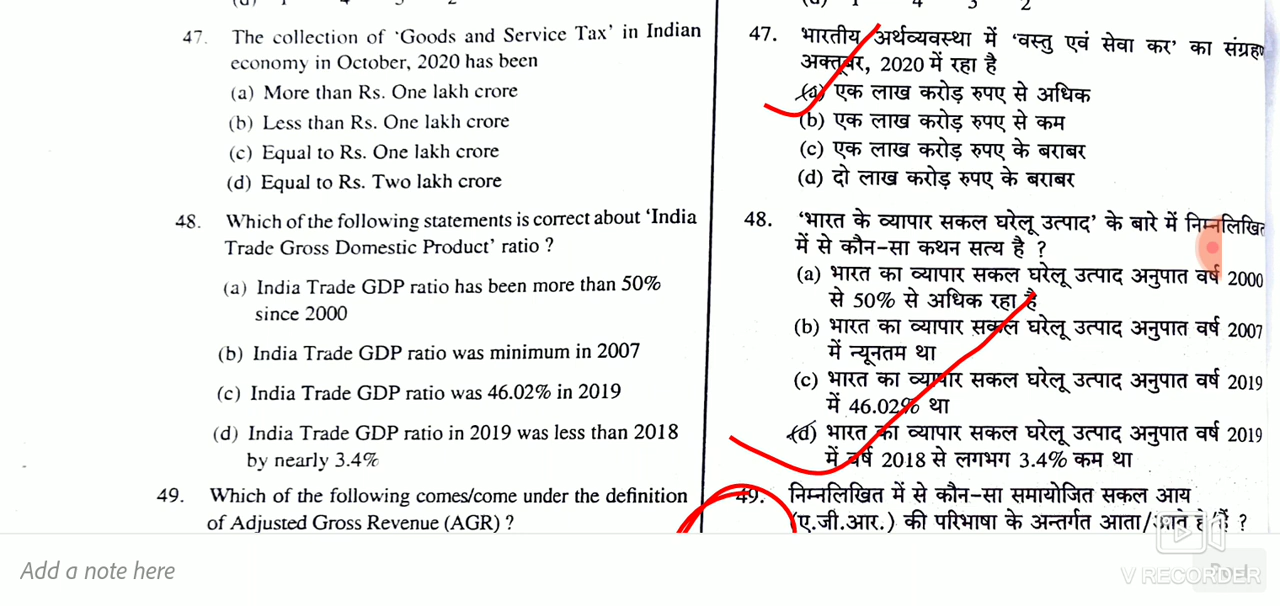 47. The collection of ‘Goods and Service Tax’ in Indian
economy in October, 2020 has been
(a) More than Rs. One lakh crore
(b) Less than Rs. One lakh crore
(c) Equal to Rs. One lakh crore
(d) Equal to Rs. Two lakh crore
48. Which of the following statements is correct about ‘India
Trade Gross Domestic Product’ ratio ?
(a) India Trade GDP ratio has been more than 50%
since 2000
(b) India Trade GDP ratio was minimum in 2007
(c) India Trade GDP ratio was 46.02% in 2019
(d) India Trade GDP ratio in 2019 was less than 2018
by nearly 3.4%
49. Which of the following comes/come under the definition
of Adjusted Gross Revenue (AGR) ?
47. भारतीय अर्थव्यवस्था में ‘वस्तु एवं सेवा कर’ का संग्रहण
अक्तूबर, 2020 में रहा है
(a) एक लाख करोड़ रुपए से अधिक
(b) एक लाख करोड़ रुपए से कम
(c) एक लाख करोड़ रुपए के बराबर
(d) दो लाख करोड़ रुपए के बराबर
48. ‘भारत के व्यापार सकल घरेलू उत्पाद’ के बारे में निम्नलिखित
में से कौन-सा कथन सत्य है ?
(a) भारत का व्यापार सकल घरेलू उत्पाद अनुपात वर्ष 2000
से 50% से अधिक रहा है
(b) भारत का व्यापार सकल घरेलू उत्पाद अनुपात वर्ष 2007
में न्यूनतम था
(c) भारत का व्यापार सकल घरेलू उत्पाद अनुपात वर्ष 2019
में 46.02% था
(d) भारत का व्यापार सकल घरेलू उत्पाद अनुपात वर्ष 2019
में वर्ष 2018 से लगभग 3.4% कम था
49. निम्नलिखित में से कौन-सा समायोजित सकल आय
(ए.जी.आर.) की परिभाषा के अन्तर्गत आता/आते है/हैं ?
Add a note here
Post
V RECORDER